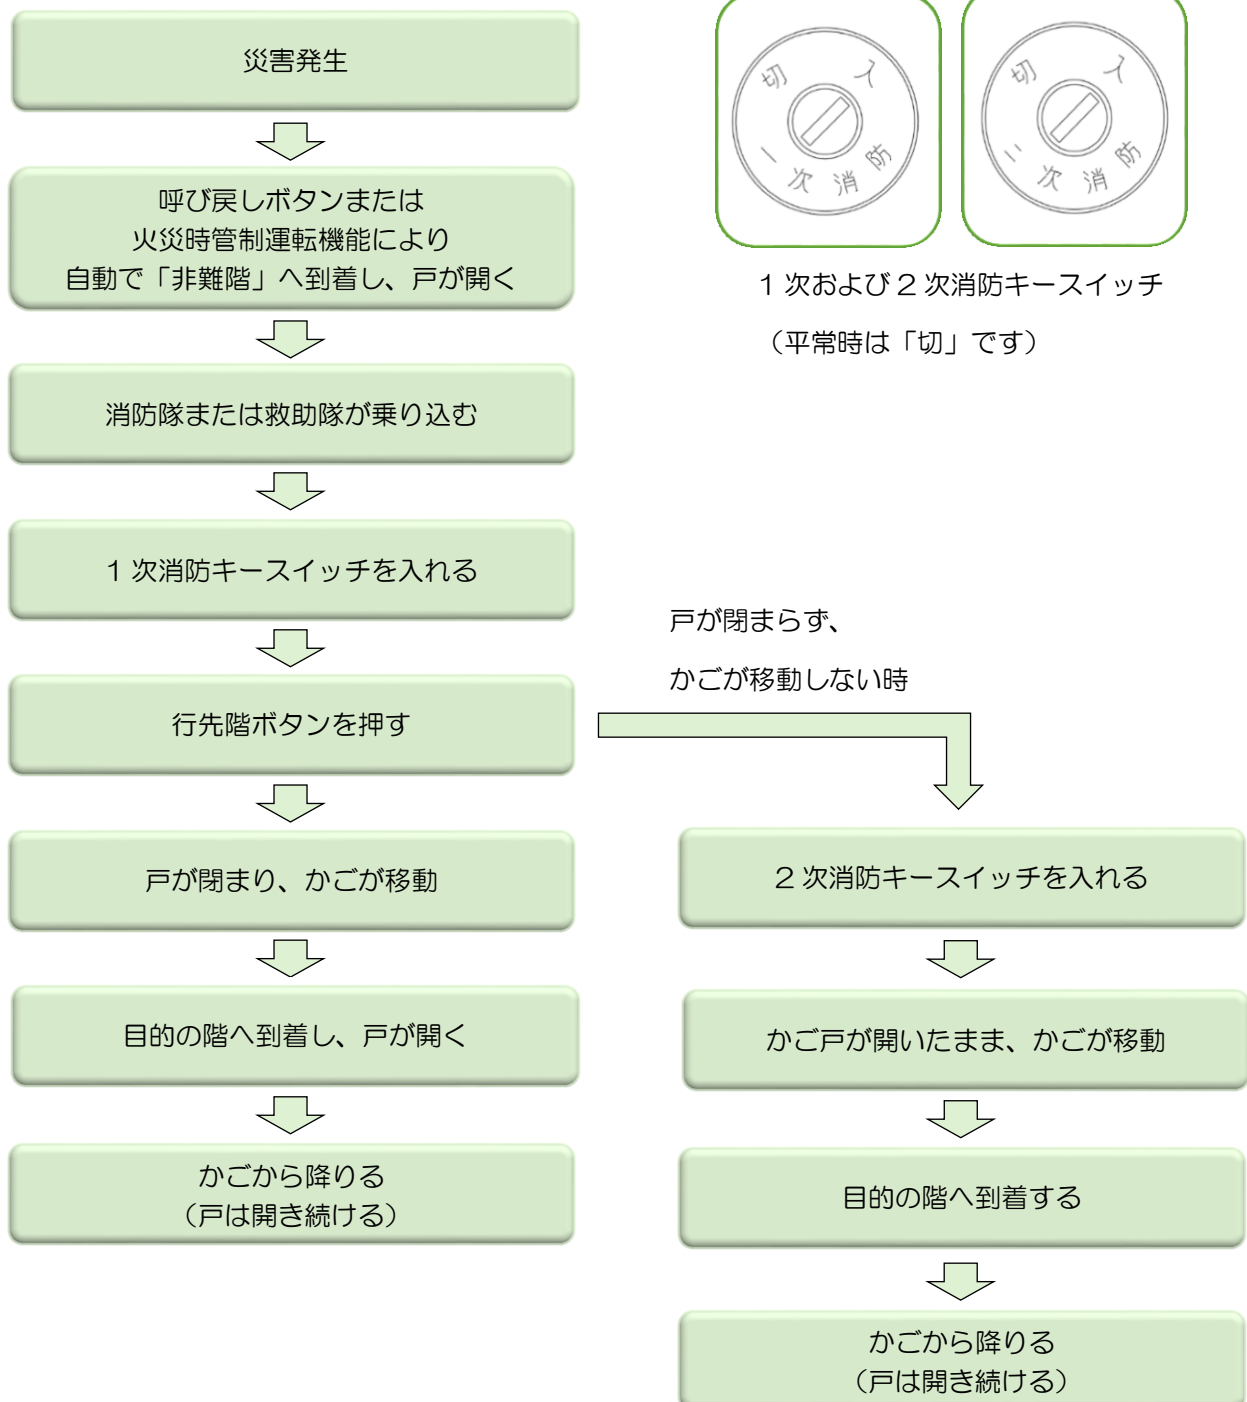 災害発生
呼び戻しボタンまたは
火災時管制運転機能により
自動で「非難階」へ到着し、戸が開く
消防隊または救助隊が乗り込む
1次消防キースイッチを入れる
行先階ボタンを押す
戸が閉まり、かごが移動
目的の階へ到着し、戸が開く
かごから降りる
（戸は開き続ける）
切 入
一次消防
切 入
二次消防
1次および2次消防キースイッチ
（平常時は「切」です）
戸が閉まらず、
かごが移動しない時
2次消防キースイッチを入れる
かご戸が開いたまま、かごが移動
目的の階へ到着する
かごから降りる
（戸は開き続ける）